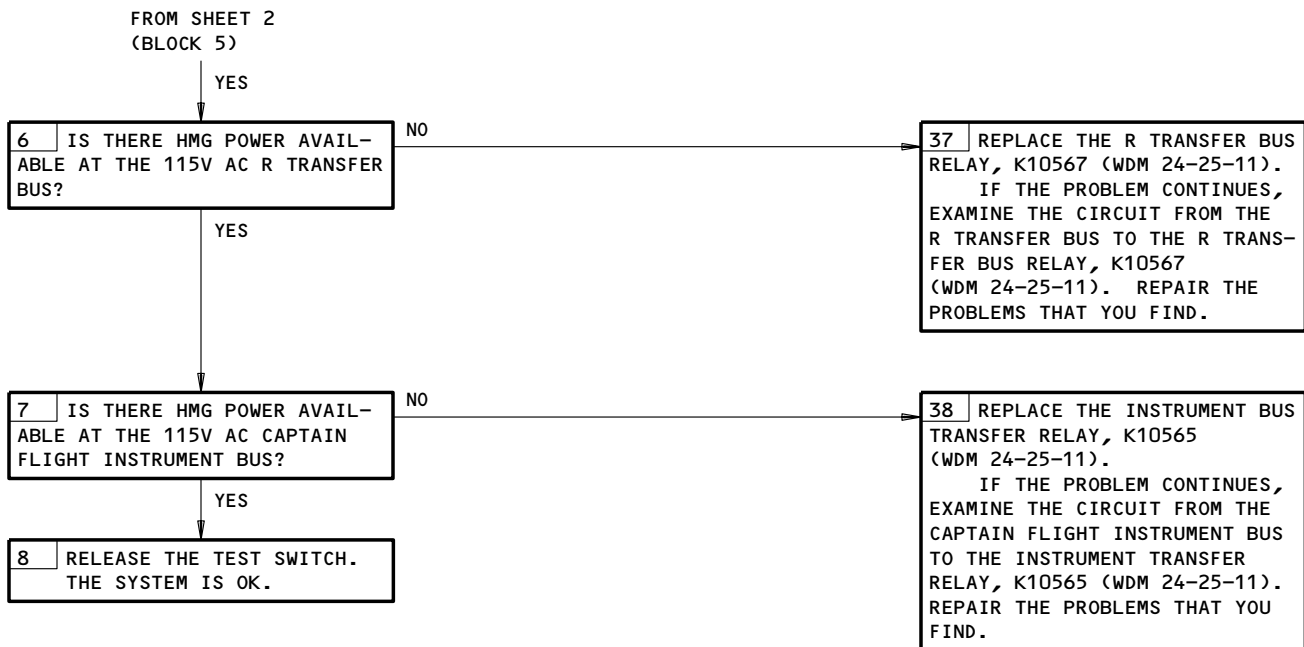 FROM SHEET 2
(BLOCK 5)
YES
6 IS THERE HMG POWER AVAIL-
ABLE AT THE 115V AC R TRANSFER
BUS?
NO
37 REPLACE THE R TRANSFER BUS
RELAY, K10567 (WDM 24-25-11).
IF THE PROBLEM CONTINUES,
EXAMINE THE CIRCUIT FROM THE
R TRANSFER BUS TO THE R TRANS-
FER BUS RELAY, K10567
(WDM 24-25-11). REPAIR THE
PROBLEMS THAT YOU FIND.
YES
7 IS THERE HMG POWER AVAIL-
ABLE AT THE 115V AC CAPTAIN
FLIGHT INSTRUMENT BUS?
NO
38 REPLACE THE INSTRUMENT BUS
TRANSFER RELAY, K10565
(WDM 24-25-11).
IF THE PROBLEM CONTINUES,
EXAMINE THE CIRCUIT FROM THE
CAPTAIN FLIGHT INSTRUMENT BUS
TO THE INSTRUMENT TRANSFER
RELAY, K10565 (WDM 24-25-11).
REPAIR THE PROBLEMS THAT YOU
FIND.
YES
8 RELEASE THE TEST SWITCH.
THE SYSTEM IS OK.